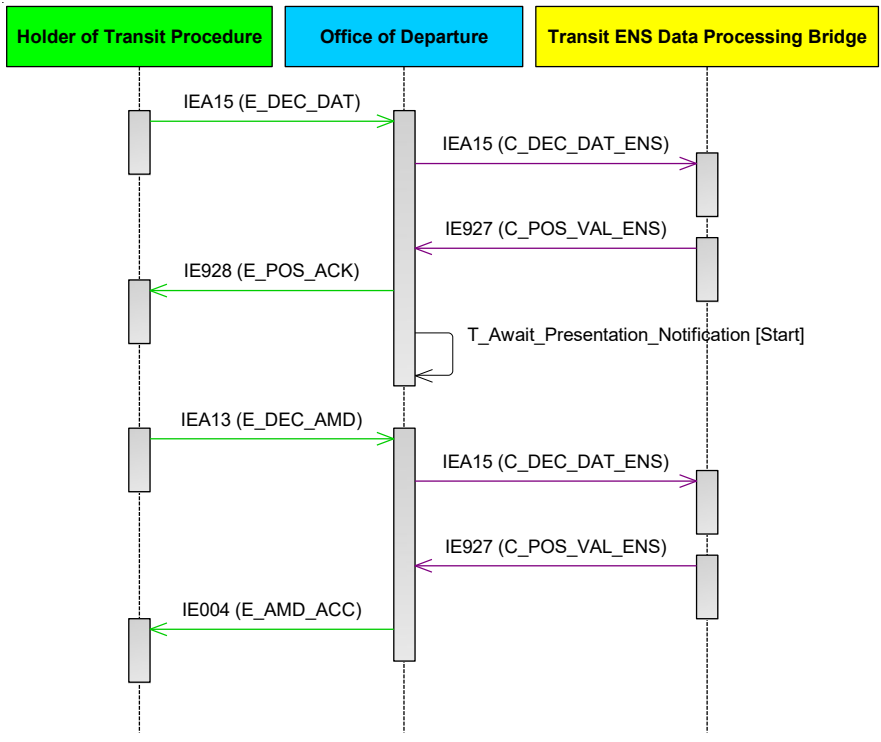 Holder of Transit Procedure
Office of Departure
Transit ENS Data Processing Bridge
IEA15 (E_DEC_DAT)
IEA15 (C_DEC_DAT_ENS)
IE927 (C_POS_VAL_ENS)
IE928 (E_POS_ACK)
T_Await_Presentation_Notification [Start]
IEA13 (E_DEC_AMD)
IEA15 (C_DEC_DAT_ENS)
IE927 (C_POS_VAL_ENS)
IE004 (E_AMD_ACC)